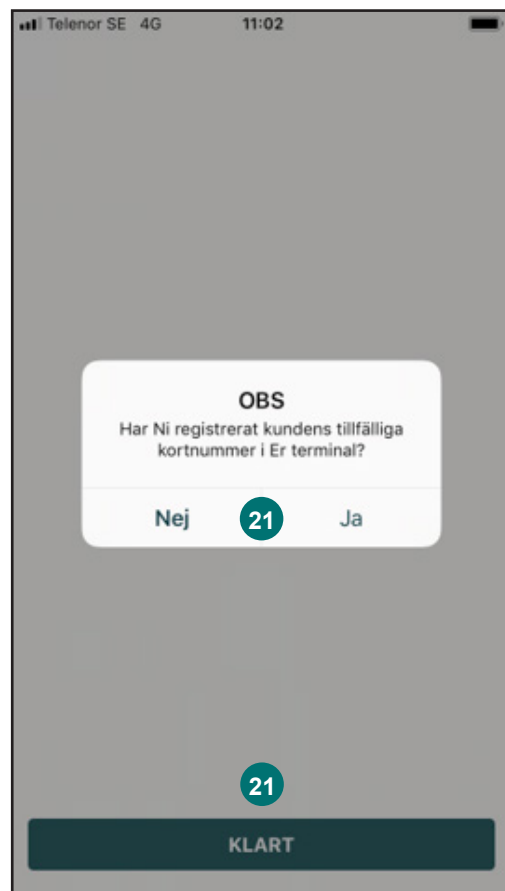 Telenor SE 4G 11:02
OBS
Har Ni registrerat kundens tillfälliga
kortnummer i Er terminal?
Nej 21 Ja
21
KLART